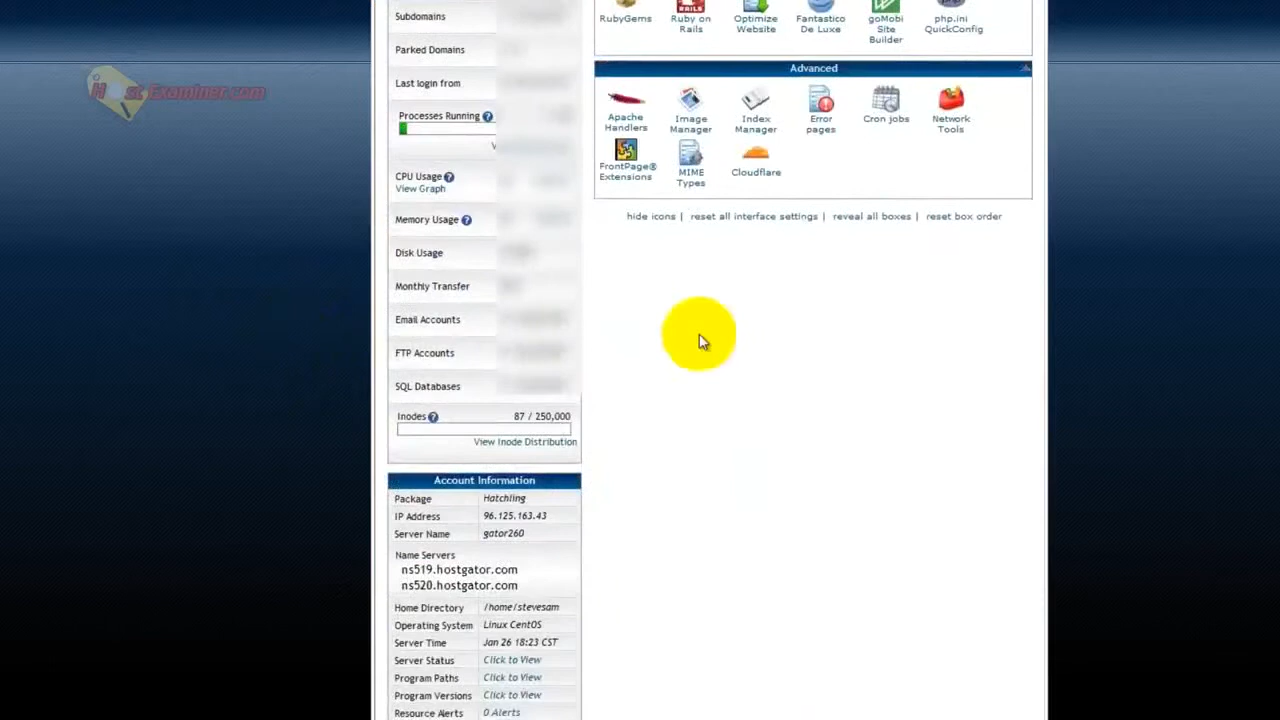 Subdomains
Parked Domains
Last login from
Processes Running
CPU Usage
View Graph
Memory Usage
Disk Usage
Monthly Transfer
Email Accounts
FTP Accounts
SQL Databases
Inodes 87 / 250,000
View Inode Distribution
Account Information
Package Hatchling
IP Address 96.125.163.43
Server Name gator260
Name Servers
ns519.hostgator.com
ns520.hostgator.com
Home Directory /home/stevesam
Operating System Linux CentOS
Server Time Jan 26 18:23 CST
Server Status Click to View
Program Paths Click to View
Program Versions Click to View
Resource Alerts 0 Alerts
RubyGems
RAILS
Ruby on
Rails
Optimize
Website
Fantastico
De Luxe
goMobi
Site
Builder
php.ini
QuickConfig
Advanced
Apache
Handlers
Image
Manager
Index
Manager
Error
pages
Cron jobs
Network
Tools
FrontPage®
Extensions
MIME
Types
Cloudflare
hide icons | reset all interface settings | reveal all boxes | reset box order
Host Examiner.com